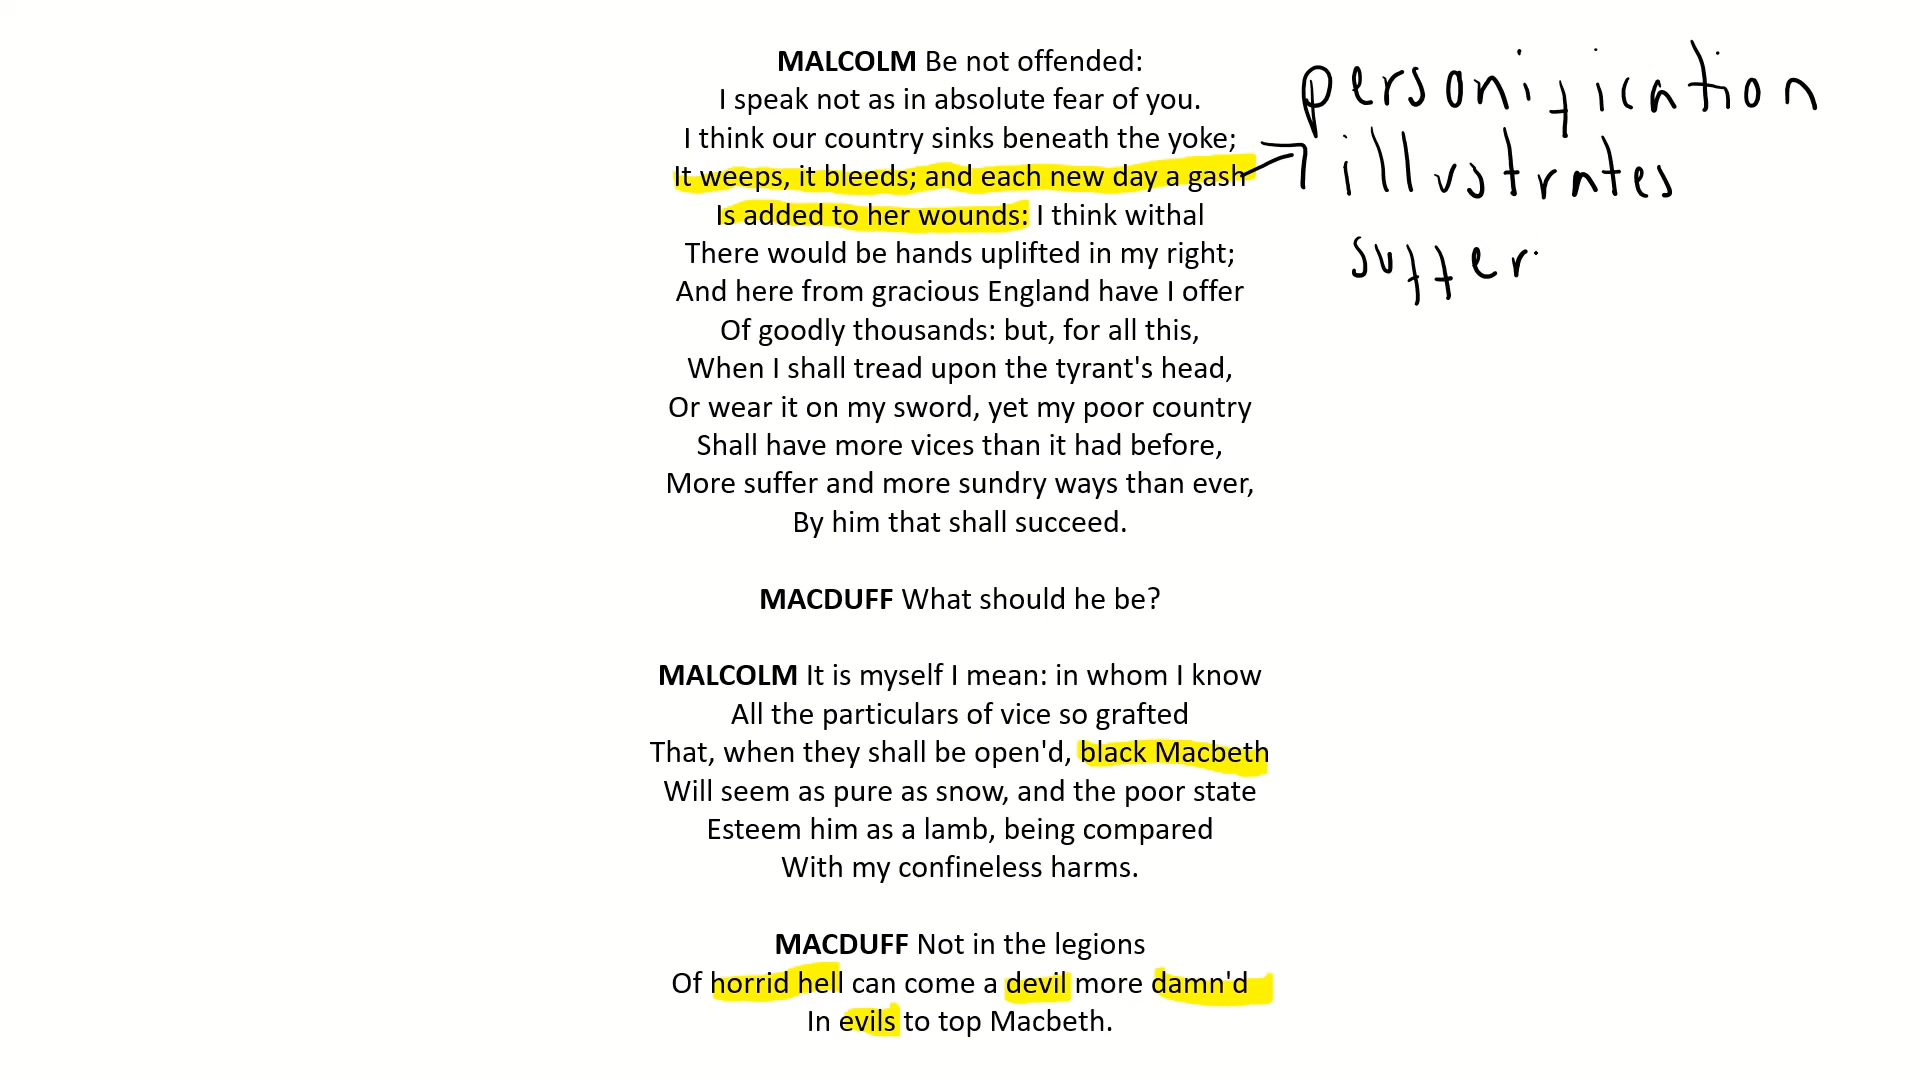 MALCOLM Be not offended:
I speak not as in absolute fear of you.
I think our country sinks beneath the yoke;
It weeps, it bleeds; and each new day a gash
Is added to her wounds: I think withal
There would be hands uplifted in my right;
And here from gracious England have I offer
Of goodly thousands: but, for all this,
When I shall tread upon the tyrant's head,
Or wear it on my sword, yet my poor country
Shall have more vices than it had before,
More suffer and more sundry ways than ever,
By him that shall succeed.
MACDUFF What should he be?
MALCOLM It is myself I mean: in whom I know
All the particulars of vice so grafted
That, when they shall be open'd, black Macbeth
Will seem as pure as snow, and the poor state
Esteem him as a lamb, being compared
With my confineless harms.
MACDUFF Not in the legions
Of horrid hell can come a devil more damn'd
In evils to top Macbeth.
personification
illustrates
suffer